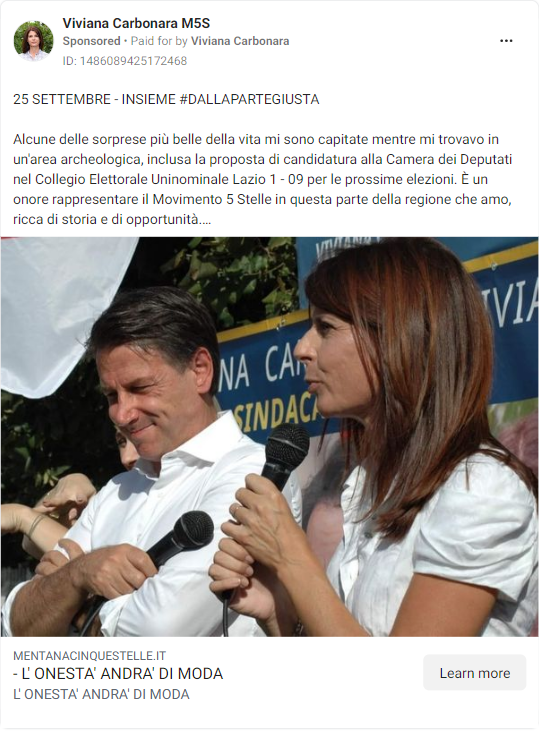 Viviana Carbonara M5S
Sponsored • Paid for by Viviana Carbonara
ID: 1486089425172468
25 SETTEMBRE - INSIEME #DALLAPARTEGIUSTA
Alcune delle sorprese più belle della vita mi sono capitate mentre mi trovavo in
un'area archeologica, inclusa la proposta di candidatura alla Camera dei Deputati
nel Collegio Elettorale Uninominale Lazio 1 - 09 per le prossime elezioni. È un
onore rappresentare il Movimento 5 Stelle in questa parte della regione che amo,
ricca di storia e di opportunità....
VIVIANA
VIVIA
NA CAR
SINDACA
MENTANACINQUESTELLE.IT
- L' ONESTA' ANDRA' DI MODA
L' ONESTA' ANDRA' DI MODA
Learn more